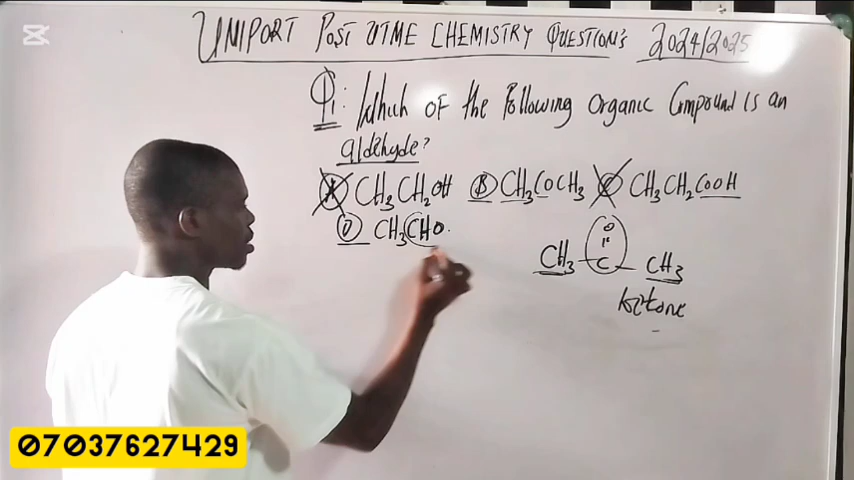 UNIPORT POST UTME CHEMISTRY QUESTION's 2024/2025
Q1: Which OF the Following Organic Compound is an
aldehyde?
A CH3CH2OH B CH3COCH3 C CH3CH2COOH
D CH3CHO.
O
CH3 - C - CH3
ketone
07037627429